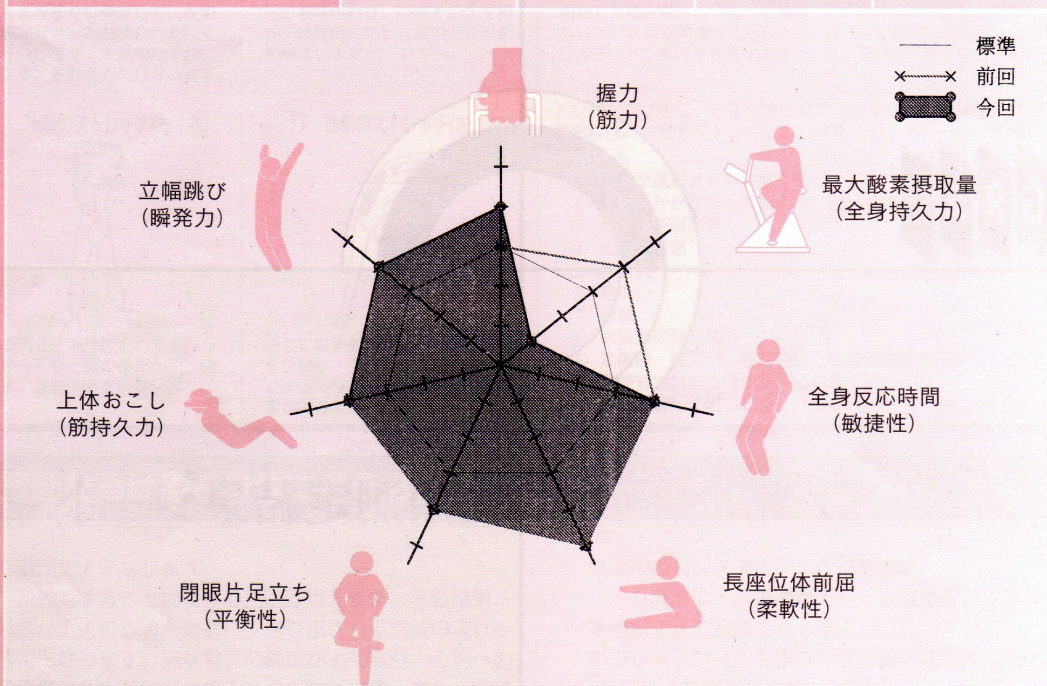 標準
前回
今回
握力
(筋力)
最大酸素摂取量
(全身持久力)
全身反応時間
(敏捷性)
長座位体前屈
(柔軟性)
閉眼片足立ち
(平衡性)
上体おこし
(筋持久力)
立幅跳び
(瞬発力)